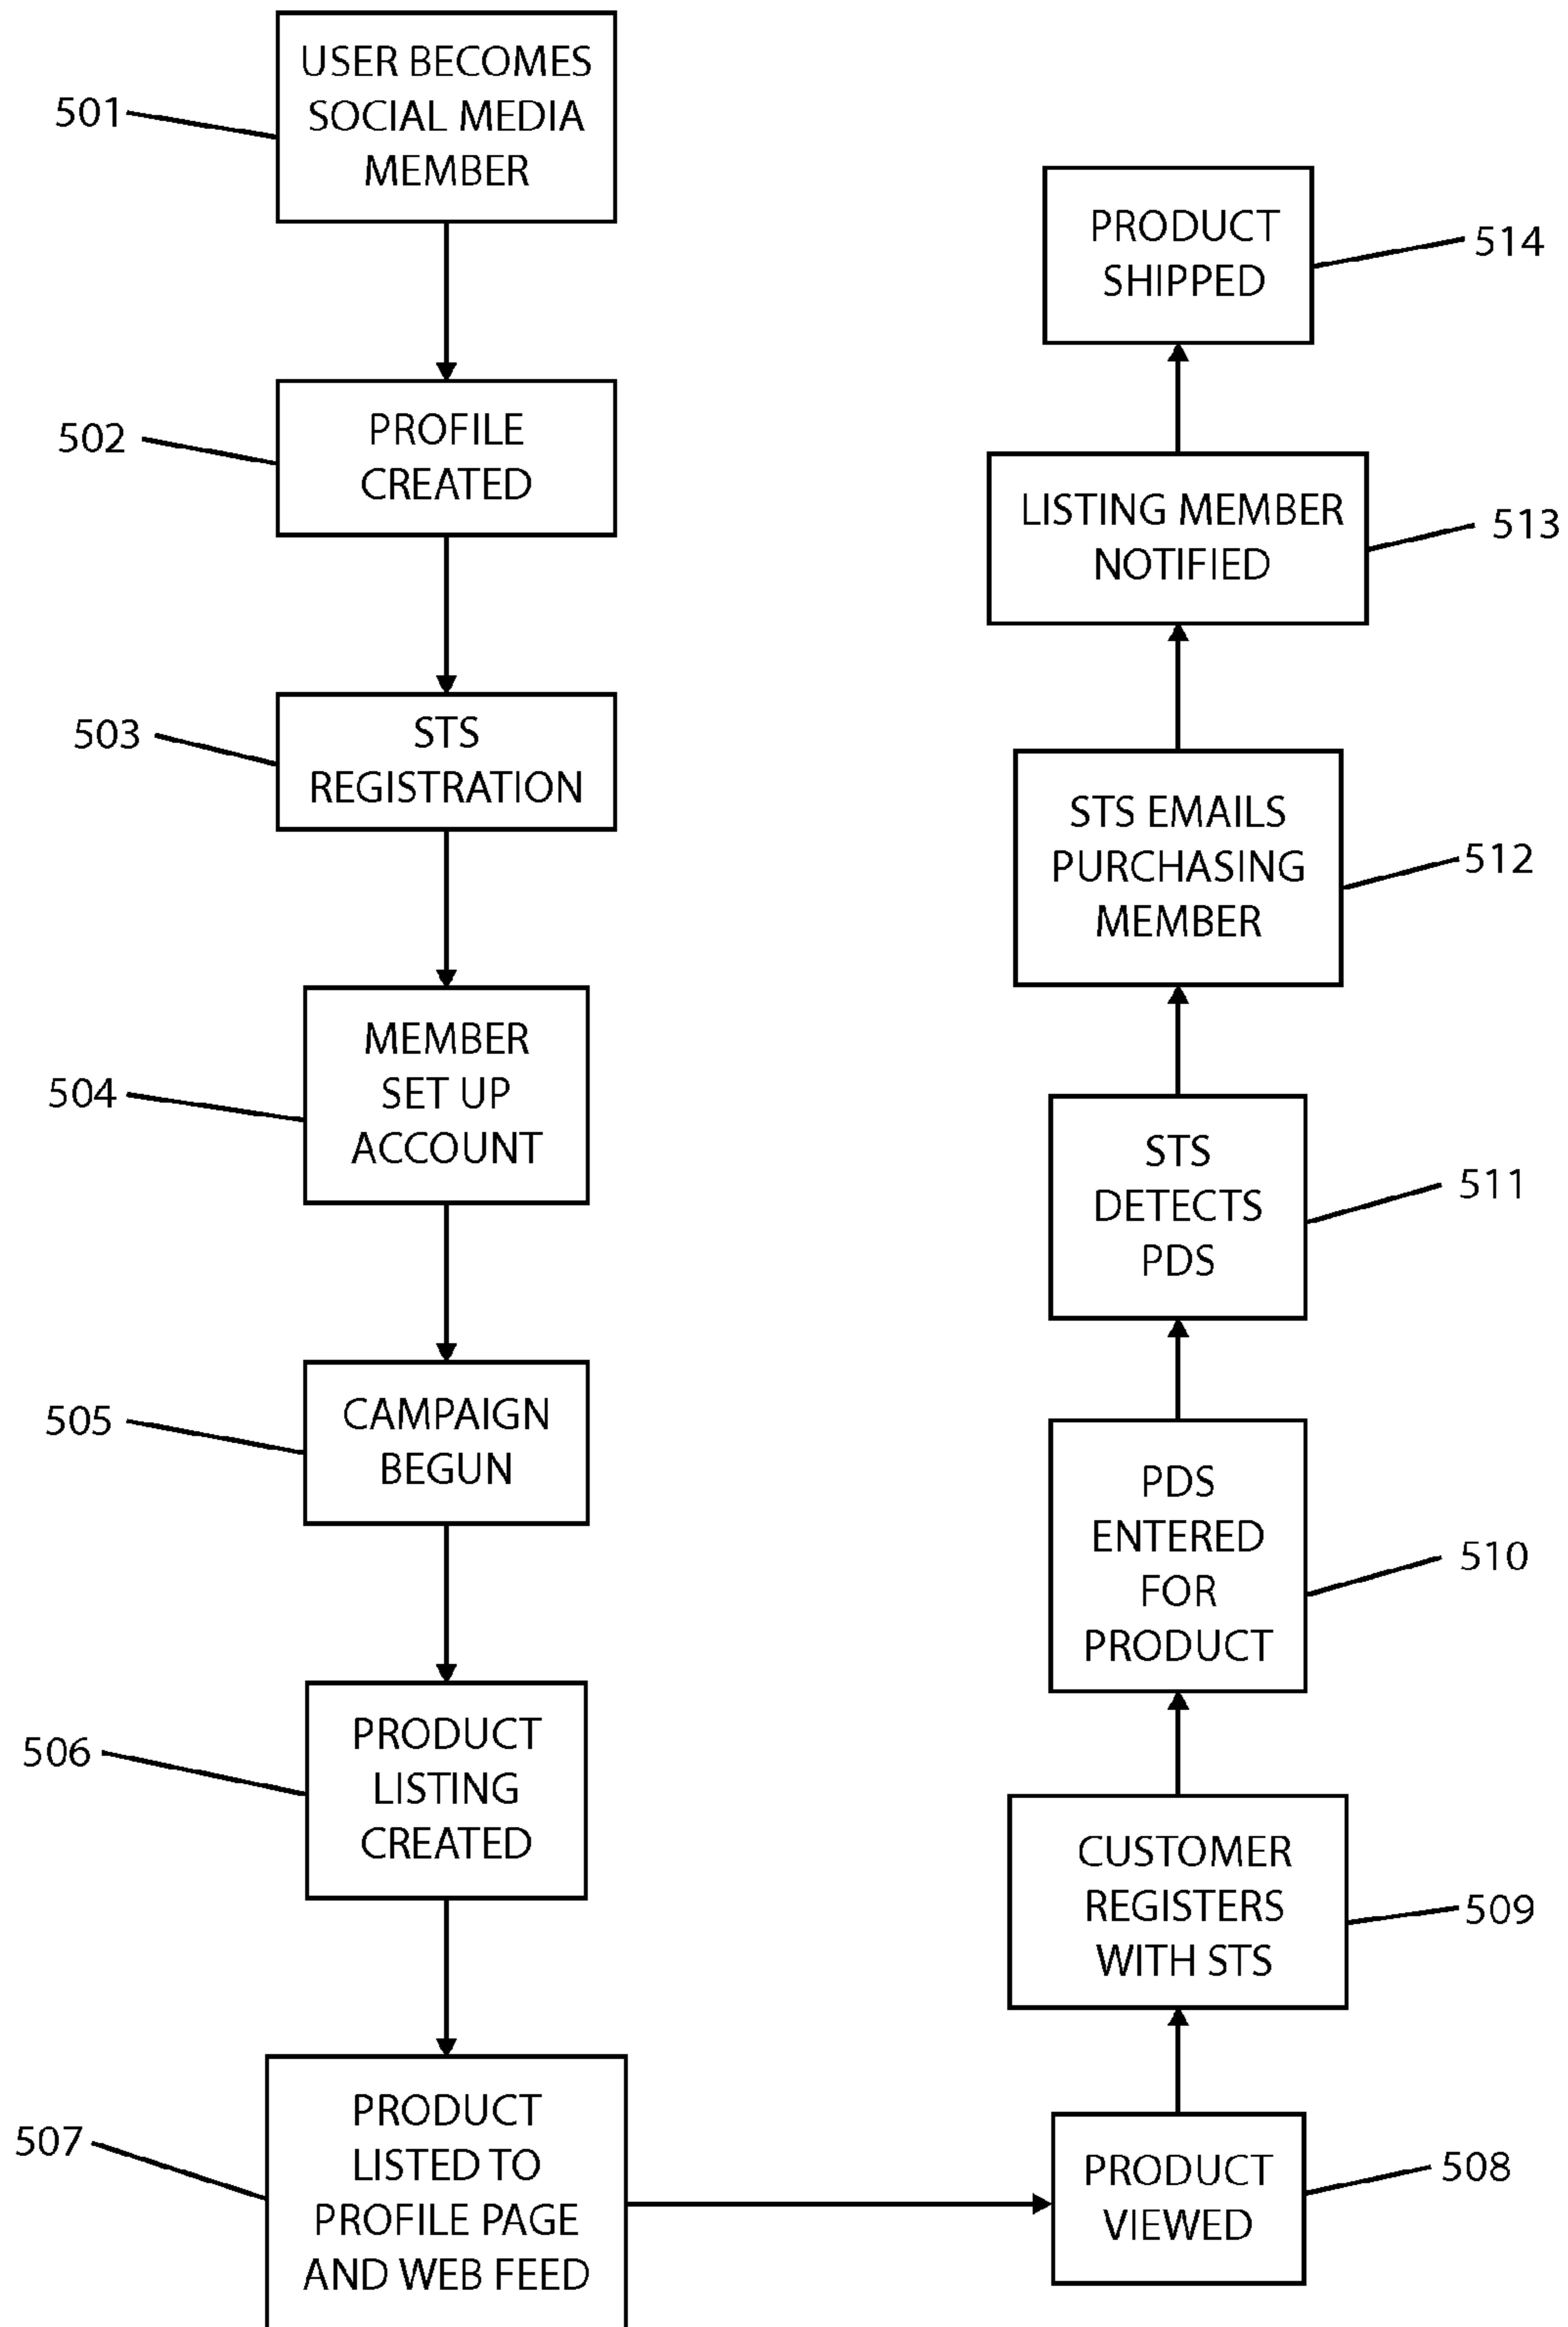 501
USER BECOMES
SOCIAL MEDIA
MEMBER
502
PROFILE
CREATED
503
STS
REGISTRATION
504
MEMBER
SET UP
ACCOUNT
505
CAMPAIGN
BEGUN
506
PRODUCT
LISTING
CREATED
507
PRODUCT
LISTED TO
PROFILE PAGE
AND WEB FEED
PRODUCT
VIEWED
508
CUSTOMER
REGISTERS
WITH STS
509
PDS
ENTERED
FOR
PRODUCT
510
STS
DETECTS
PDS
511
STS EMAILS
PURCHASING
MEMBER
512
LISTING MEMBER
NOTIFIED
513
PRODUCT
SHIPPED
514